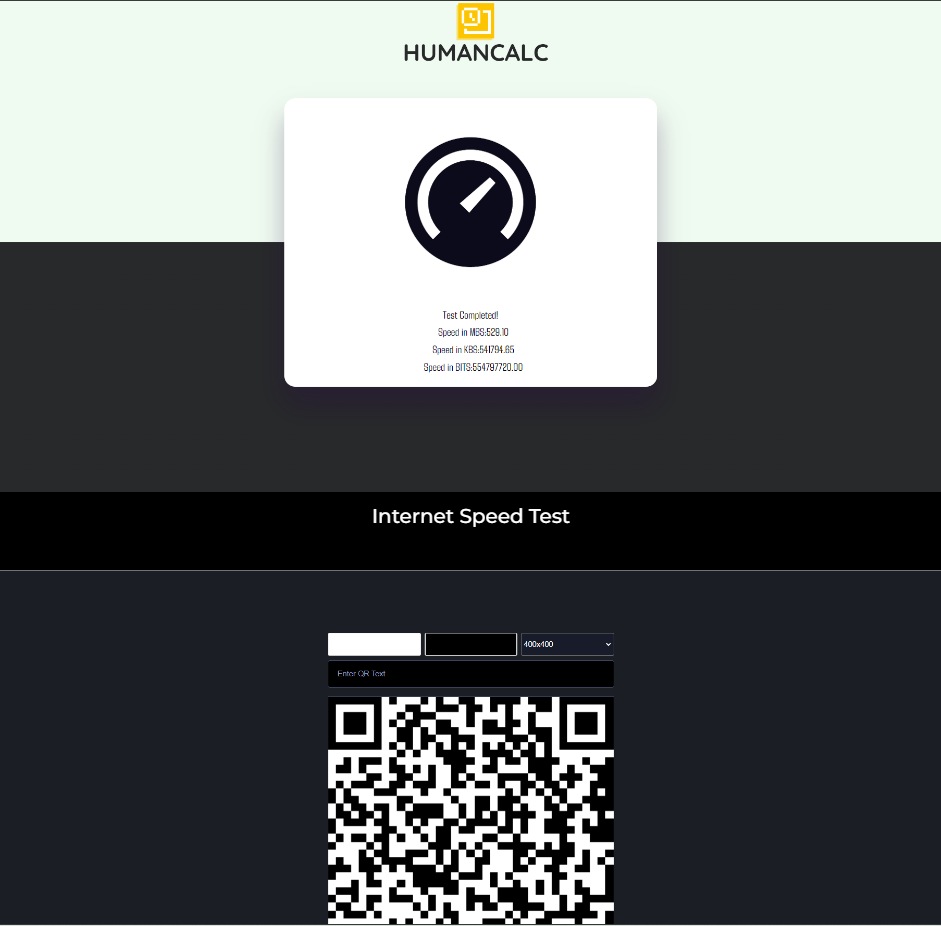 HUMANCALC
Test Completed!
Speed in MBS:529.10
Speed in KBS:541794.65
Speed in BITS:554797720.00
Internet Speed Test
400x400
Enter QR Text